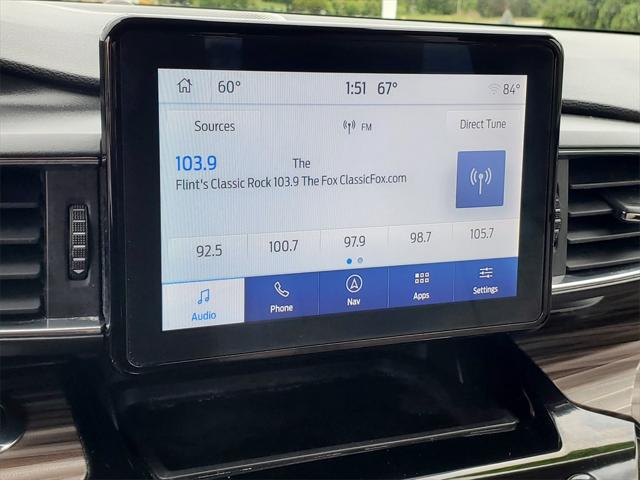 60° 1:51 67° 84°
Sources FM Direct Tune
103.9 The
Flint's Classic Rock 103.9 The Fox ClassicFox.com
92.5 100.7 97.9 98.7 105.7
Audio Phone Nav Apps Settings